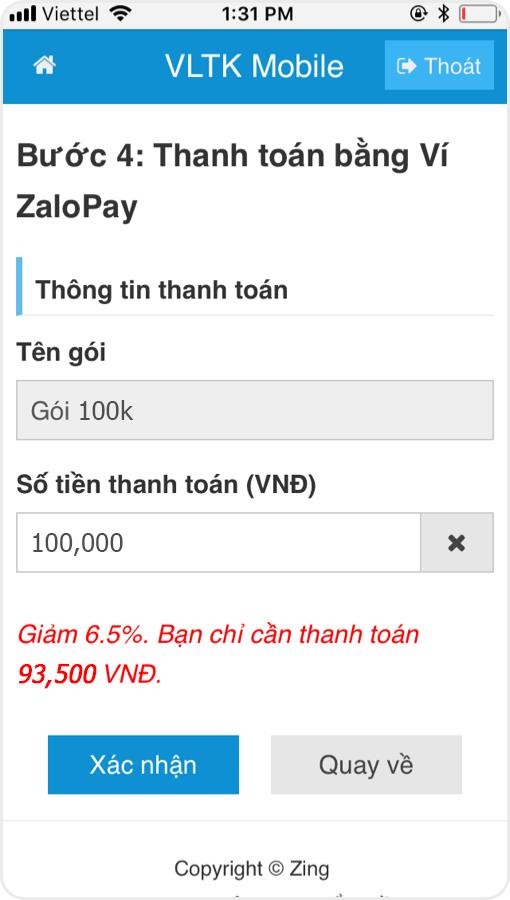 Viettel 1:31 PM
VLTK Mobile Thoát
Bước 4: Thanh toán bằng Ví
ZaloPay
Thông tin thanh toán
Tên gói
Gói 100k
Số tiền thanh toán (VNĐ)
100,000
Giảm 6.5%. Bạn chỉ cần thanh toán
93,500 VNĐ.
Xác nhận Quay về
Copyright © Zing